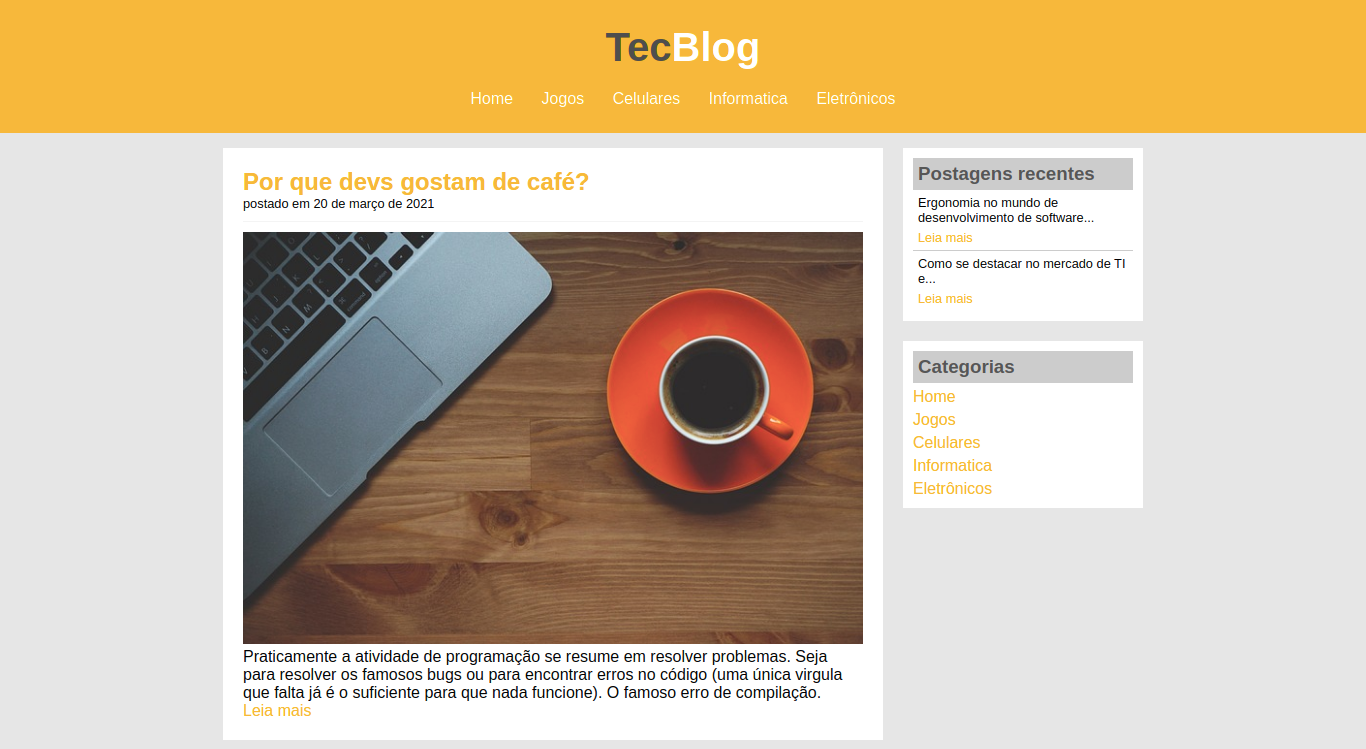 TecBlog
Home Jogos Celulares Informatica Eletrônicos
Por que devs gostam de café?
postado em 20 de março de 2021
Praticamente a atividade de programação se resume em resolver problemas. Seja
para resolver os famosos bugs ou para encontrar erros no código (uma única virgula
que falta já é o suficiente para que nada funcione). O famoso erro de compilação.
Leia mais
Postagens recentes
Ergonomia no mundo de
desenvolvimento de software...
Leia mais
Como se destacar no mercado de TI
e...
Leia mais
Categorias
Home
Jogos
Celulares
Informatica
Eletrônicos